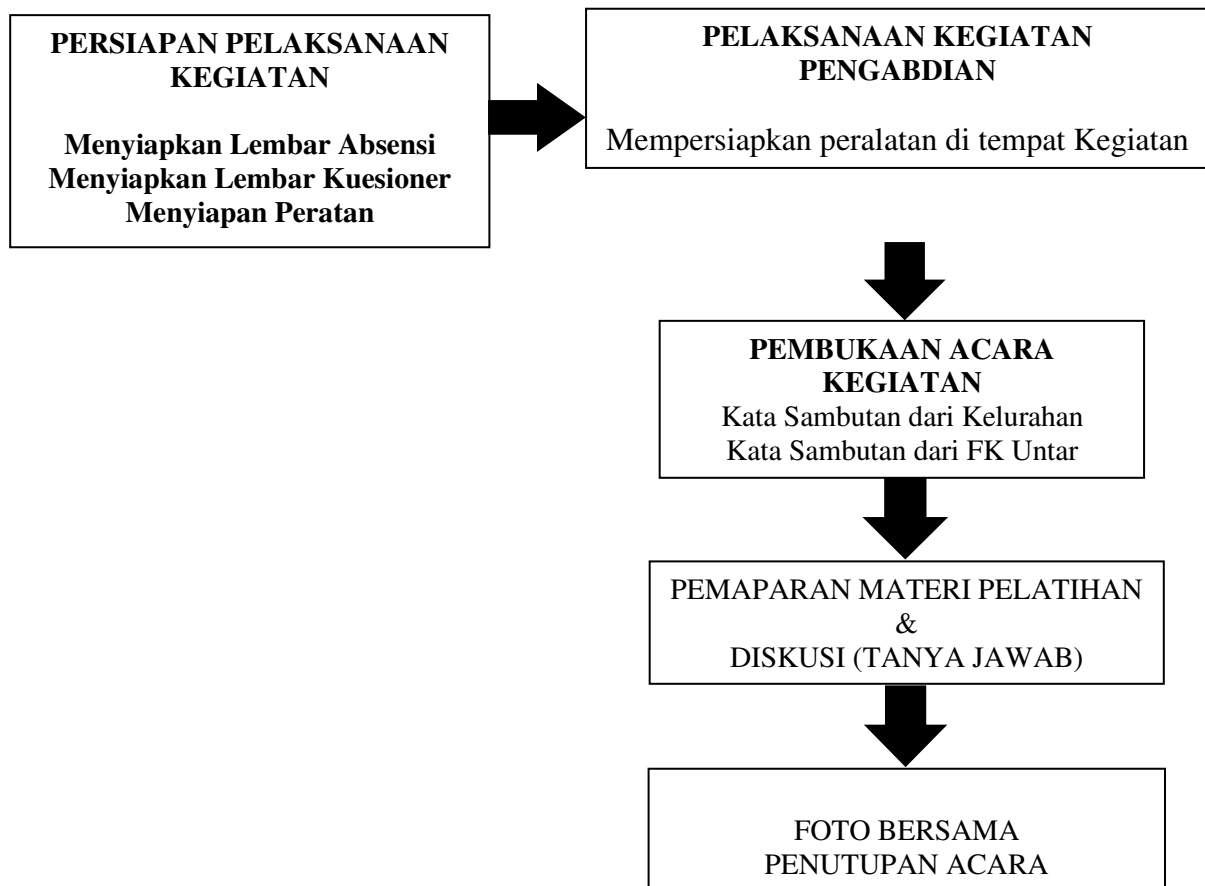 PERSIAPAN PELAKSANAAN
KEGIATAN
Menyiapkan Lembar Absensi
Menyiapkan Lembar Kuesioner
Menyiapan Peratan
PELAKSANAAN KEGIATAN
PENGABDIAN
Mempersiapkan peralatan di tempat Kegiatan
PEMBUKAAN ACARA
KEGIATAN
Kata Sambutan dari Kelurahan
Kata Sambutan dari FK Untar
PEMAPARAN MATERI PELATIHAN
&
DISKUSI (TANYA JAWAB)
FOTO BERSAMA
PENUTUPAN ACARA